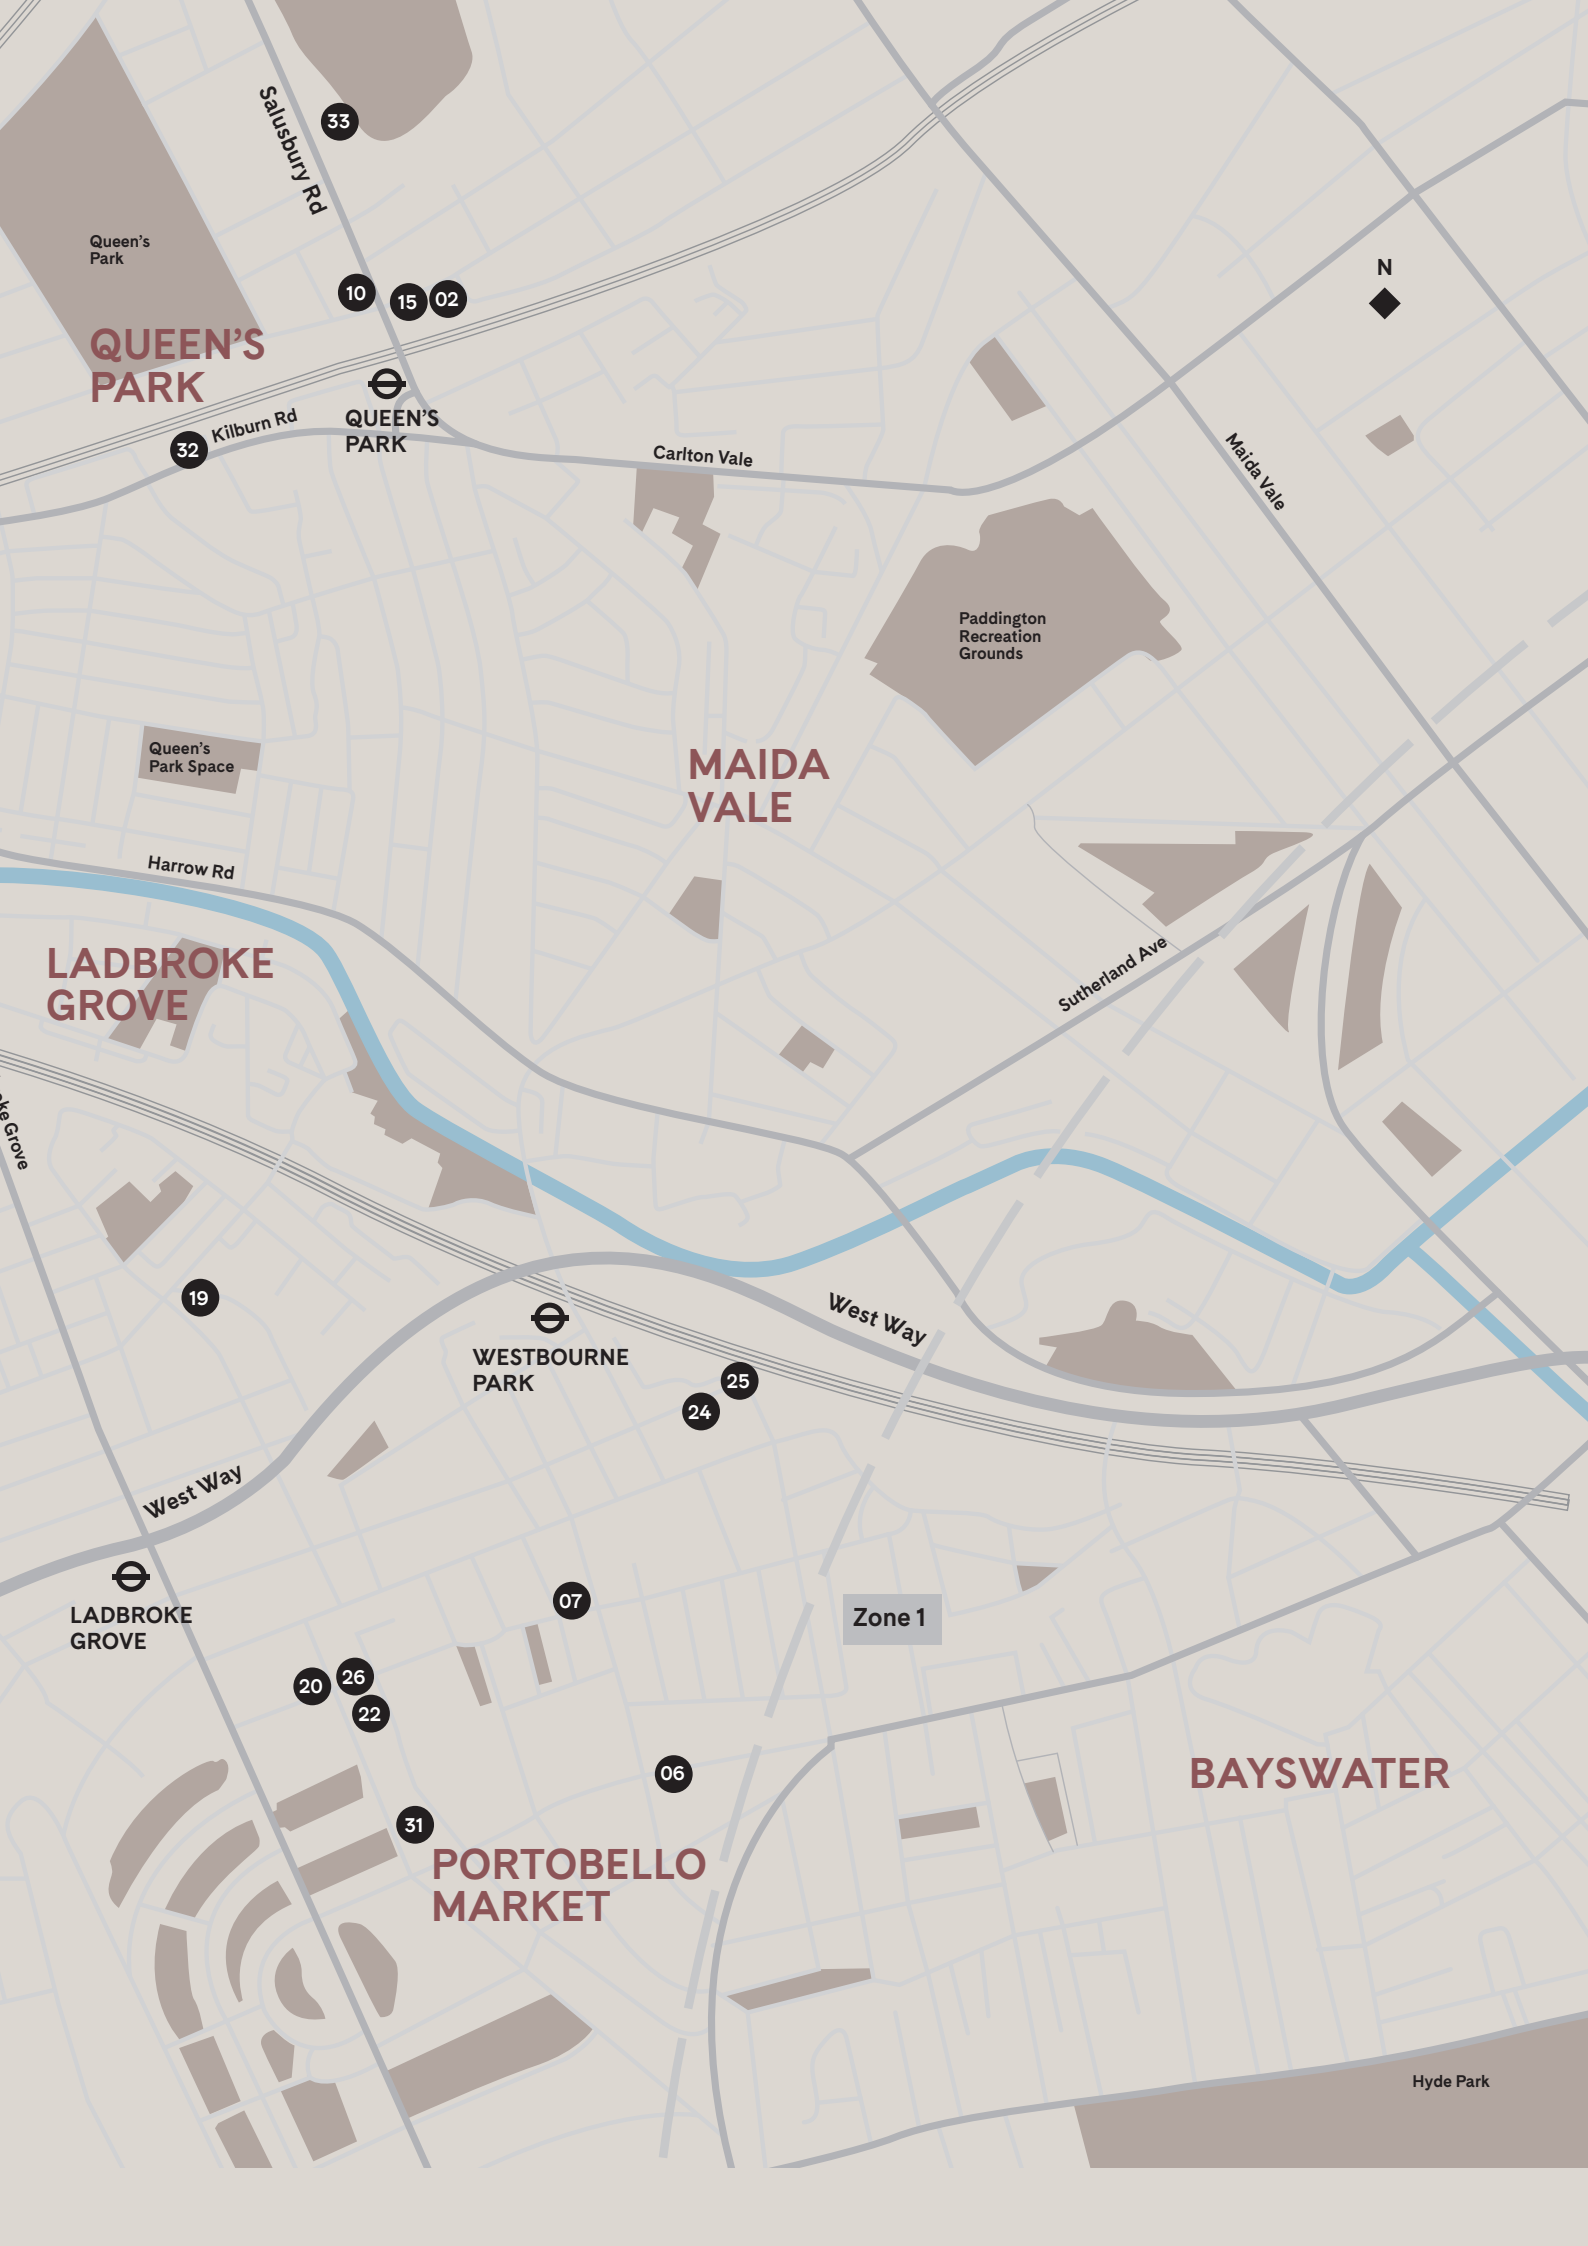 Salusbury Rd
33
Queen's
Park
N
10
15
02
QUEEN'S
PARK
Kilburn Rd
32
QUEEN'S
PARK
Carlton Vale
Maida Vale
Paddington
Recreation
Grounds
Queen's
Park Space
MAIDA
VALE
Harrow Rd
LADBROKE
GROVE
Sutherland Ave
oke Grove
19
West Way
WESTBOURNE
PARK
25
24
West Way
LADBROKE
GROVE
07
Zone 1
20
26
22
06
BAYSWATER
31
PORTOBELLO
MARKET
Hyde Park